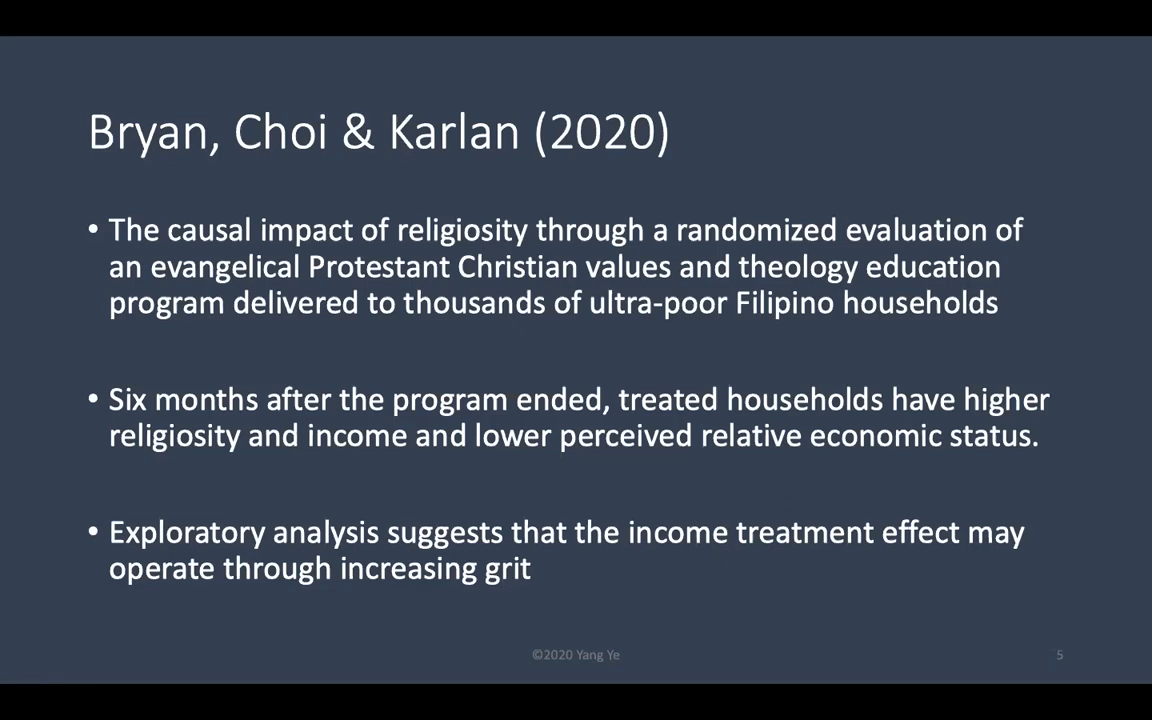 Bryan, Choi & Karlan (2020)
• The causal impact of religiosity through a randomized evaluation of
an evangelical Protestant Christian values and theology education
program delivered to thousands of ultra-poor Filipino households
• Six months after the program ended, treated households have higher
religiosity and income and lower perceived relative economic status.
• Exploratory analysis suggests that the income treatment effect may
operate through increasing grit
©2020 Yang Ye
5